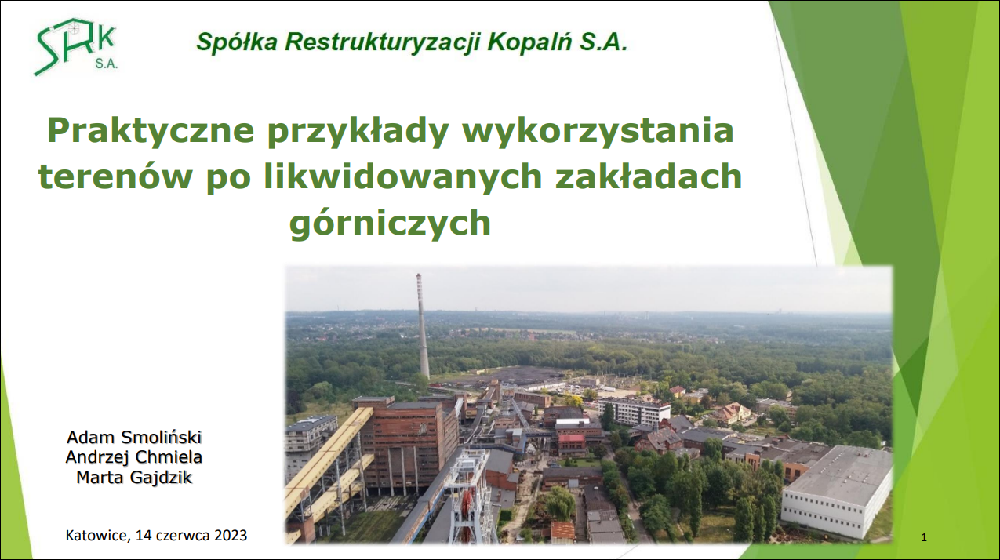 SRK
S.A.
Spółka Restrukturyzacji Kopalń S.A.
Praktyczne przykłady wykorzystania
terenów po likwidowanych zakładach
górniczych
Adam Smoliński
Andrzej Chmiela
Marta Gajdzik
Katowice, 14 czerwca 2023
1